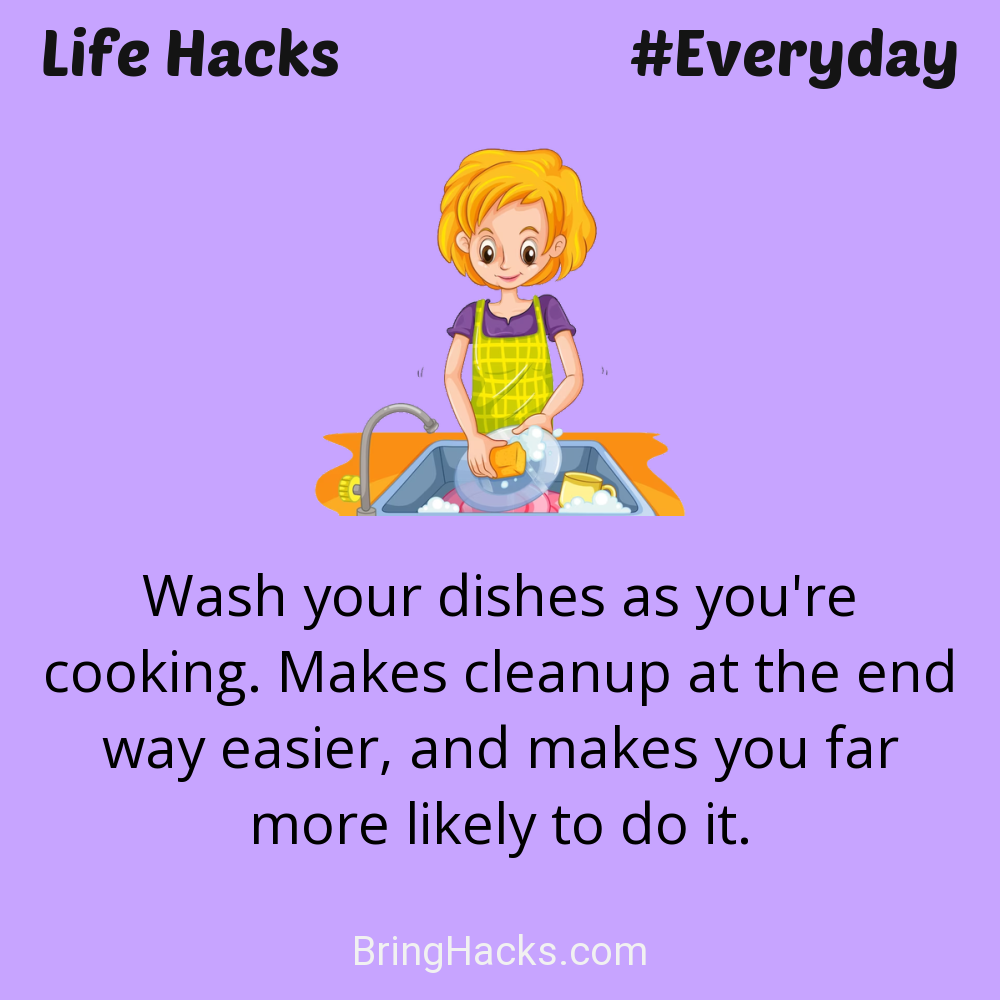 Life Hacks #Everyday
Wash your dishes as you're
cooking. Makes cleanup at the end
way easier, and makes you far
more likely to do it.
BringHacks.com